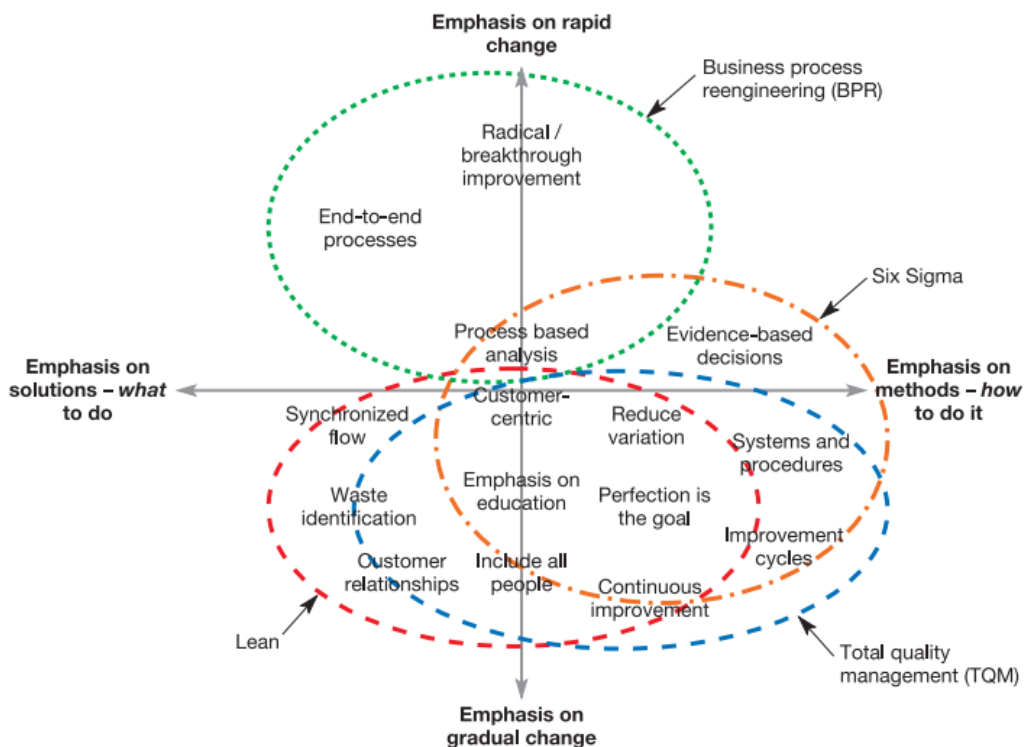 Emphasis on rapid
change
Business process
reengineering (BPR)
Radical /
breakthrough
improvement
End-to-end
processes
Six Sigma
Process based
analysis
Evidence-based
decisions
Emphasis on
solutions – what
to do
Emphasis on
methods – how
to do it
Customer-
centric
Synchronized
flow
Reduce
variation
Systems and
procedures
Emphasis on
education
Waste
identification
Perfection is
the goal
Improvement
cycles
Customer
relationships
Include all
people
Continuous
improvement
Lean
Total quality
management (TQM)
Emphasis on
gradual change